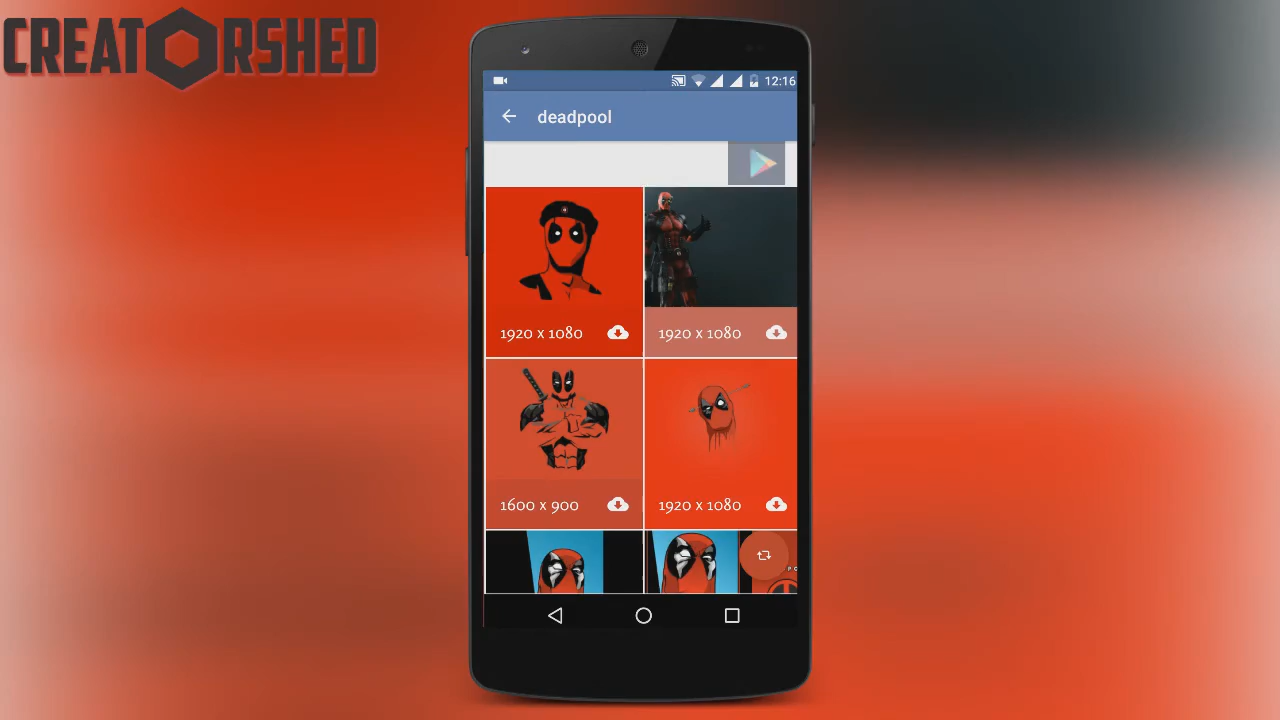 CREATORSHED
12:16
deadpool
1920 x 1080
1920 x 1080
1600 x 900
1920 x 1080